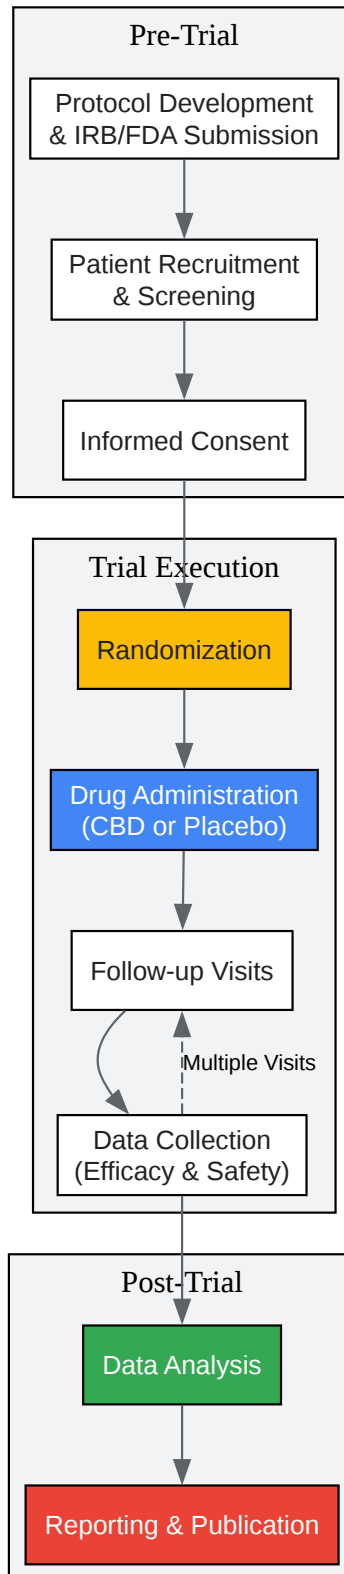 Pre-Trial
Protocol Development
& IRB/FDA Submission
Patient Recruitment
& Screening
Informed Consent
Trial Execution
Randomization
Drug Administration
(CBD or Placebo)
Follow-up Visits
Multiple Visits
Data Collection
(Efficacy & Safety)
Post-Trial
Data Analysis
Reporting & Publication